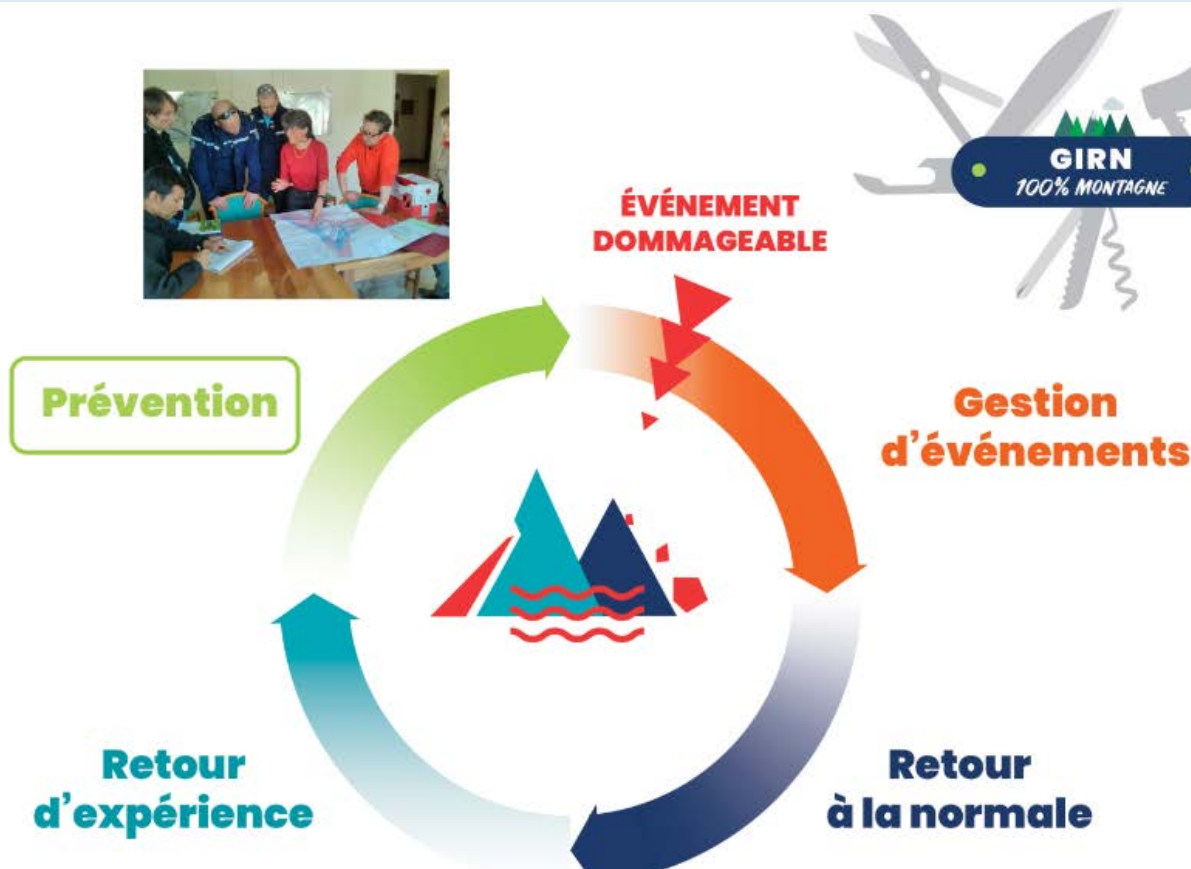 GIRN
100% MONTAGNE
ÉVÉNEMENT
DOMMAGEABLE
Prévention
Gestion
d'événements
Retour
d'expérience
Retour
à la normale